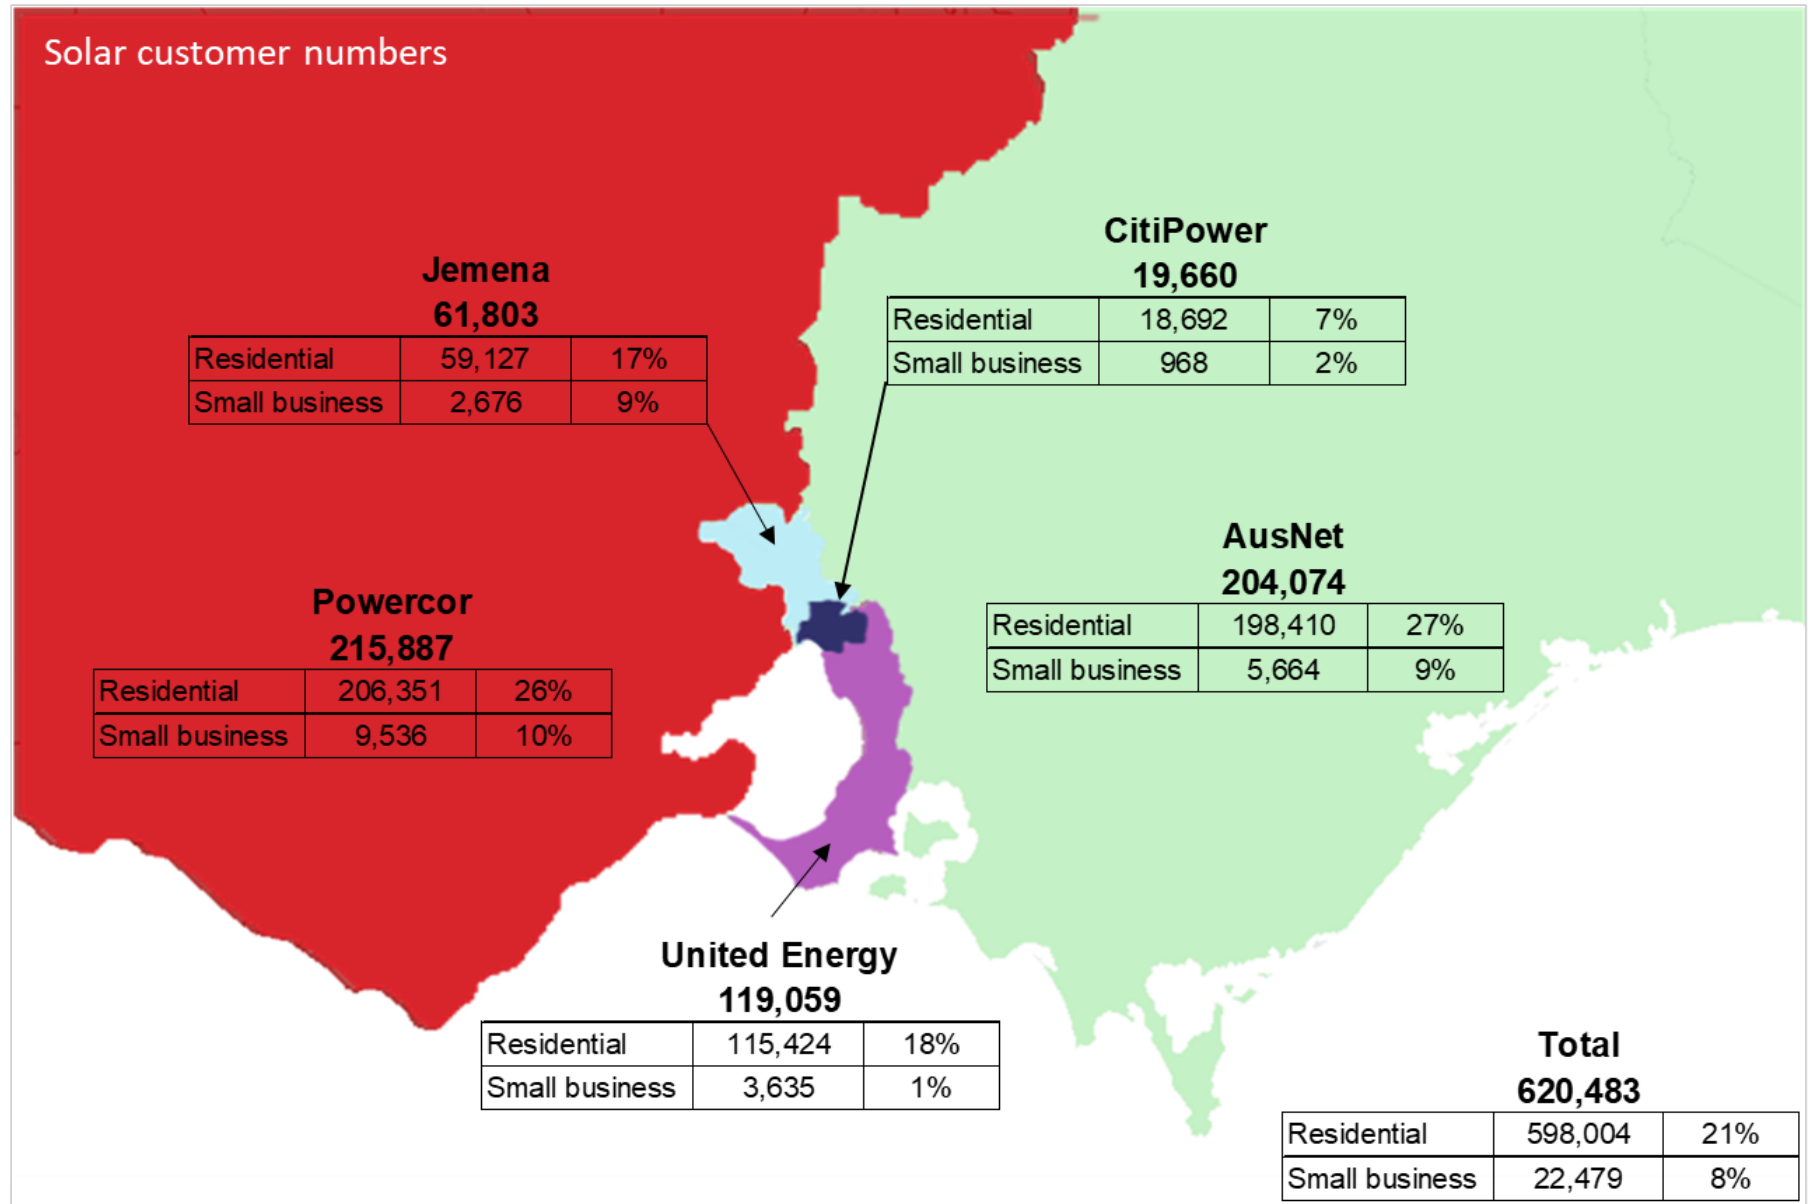 Solar customer numbers
CitiPower
19,660
Residential 18,692 7%
Small business 968 2%
Jemena
61,803
Residential 59,127 17%
Small business 2,676 9%
AusNet
204,074
Residential 198,410 27%
Small business 5,664 9%
Powercor
215,887
Residential 206,351 26%
Small business 9,536 10%
United Energy
119,059
Residential 115,424 18%
Small business 3,635 1%
Total
620,483
Residential 598,004 21%
Small business 22,479 8%